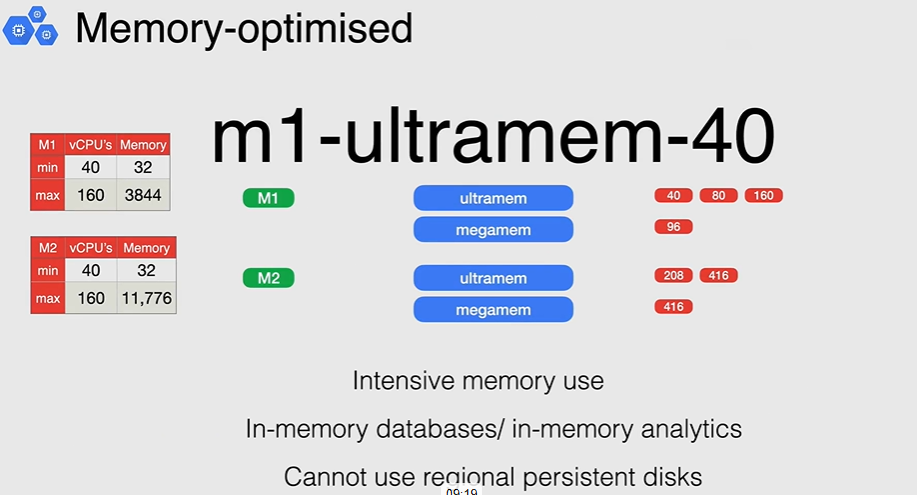 Memory-optimised
m1-ultramem-40
M1 vCPU's Memory
min 40 32
max 160 3844
M1 ultramem 40 80 160
megamem 96
M2 vCPU's Memory
min 40 32
max 160 11,776
M2 ultramem 208 416
megamem 416
Intensive memory use
In-memory databases/ in-memory analytics
Cannot use regional persistent disks
09:19